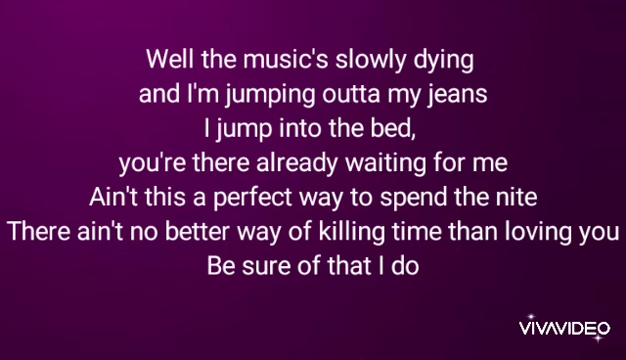 Well the music's slowly dying
and I'm jumping outta my jeans
I jump into the bed,
you're there already waiting for me
Ain't this a perfect way to spend the nite
There ain't no better way of killing time than loving you
Be sure of that I do
VIVAVIDEO